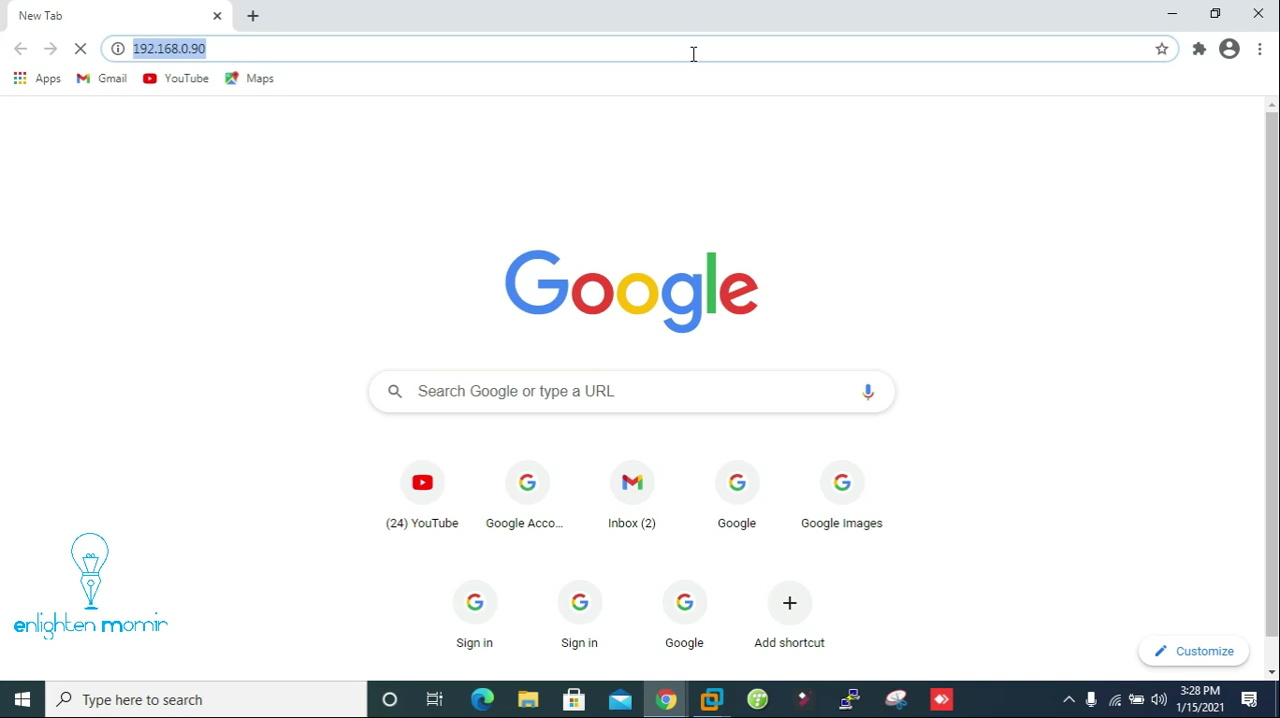 New Tab
192.168.0.90
Apps Gmail YouTube Maps
Google
Search Google or type a URL
(24) YouTube Google Acco... Inbox (2) Google Google Images
Sign in Sign in Google Add shortcut
enlighten momin
Customize
Type here to search
3:28 PM
1/15/2021